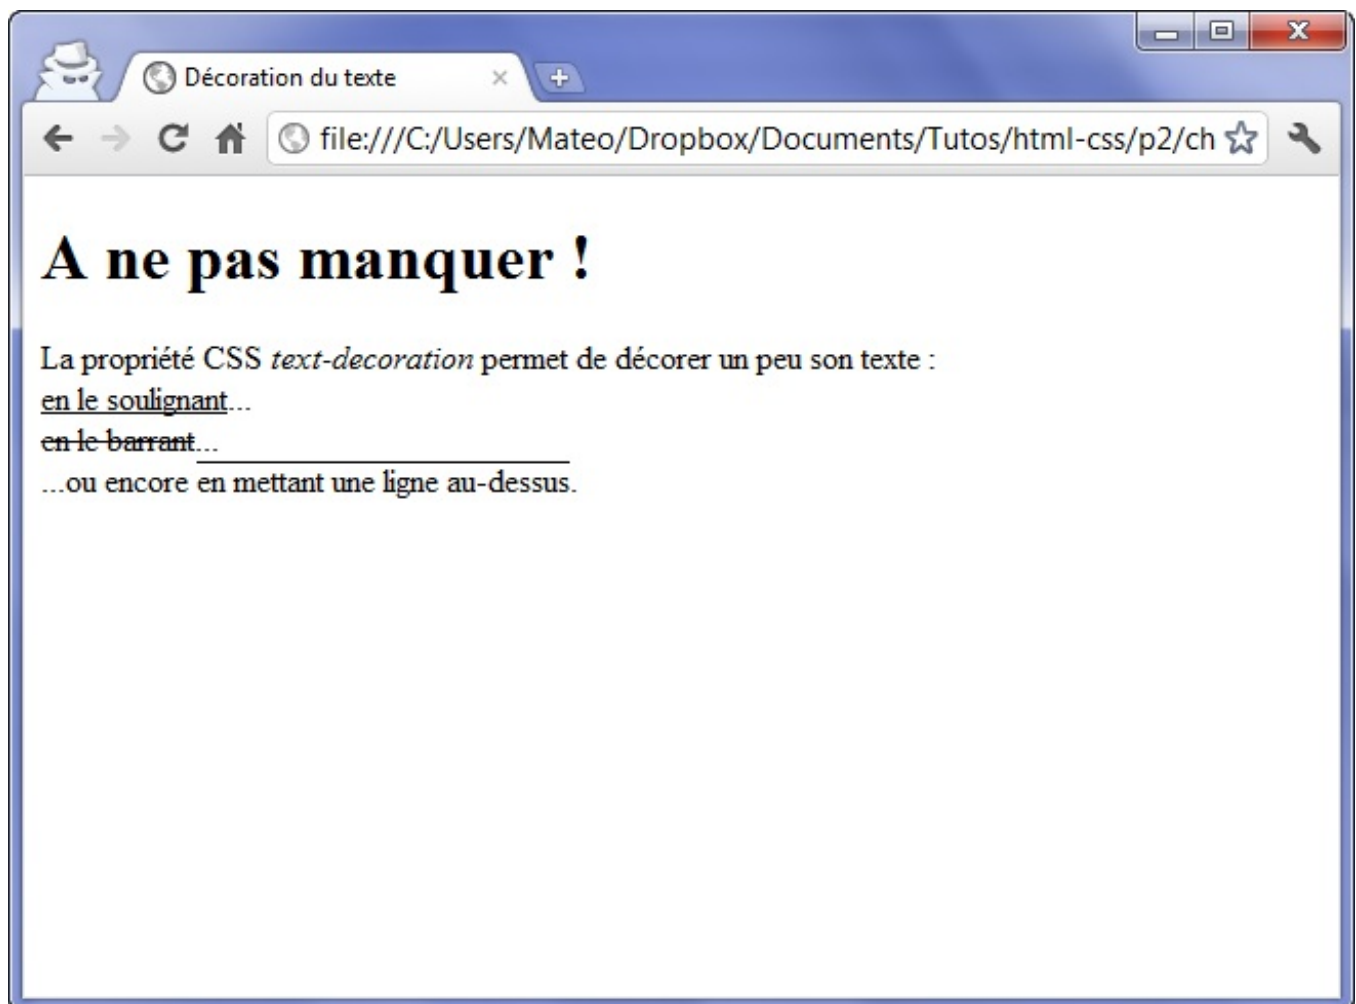 Décoration du texte
file:///C:/Users/Mateo/Dropbox/Documents/Tutos/html-css/p2/ch
A ne pas manquer !
La propriété CSS text-decoration permet de décorer un peu son texte :
en le soulignant...
en le barrant...
...ou encore en mettant une ligne au-dessus.